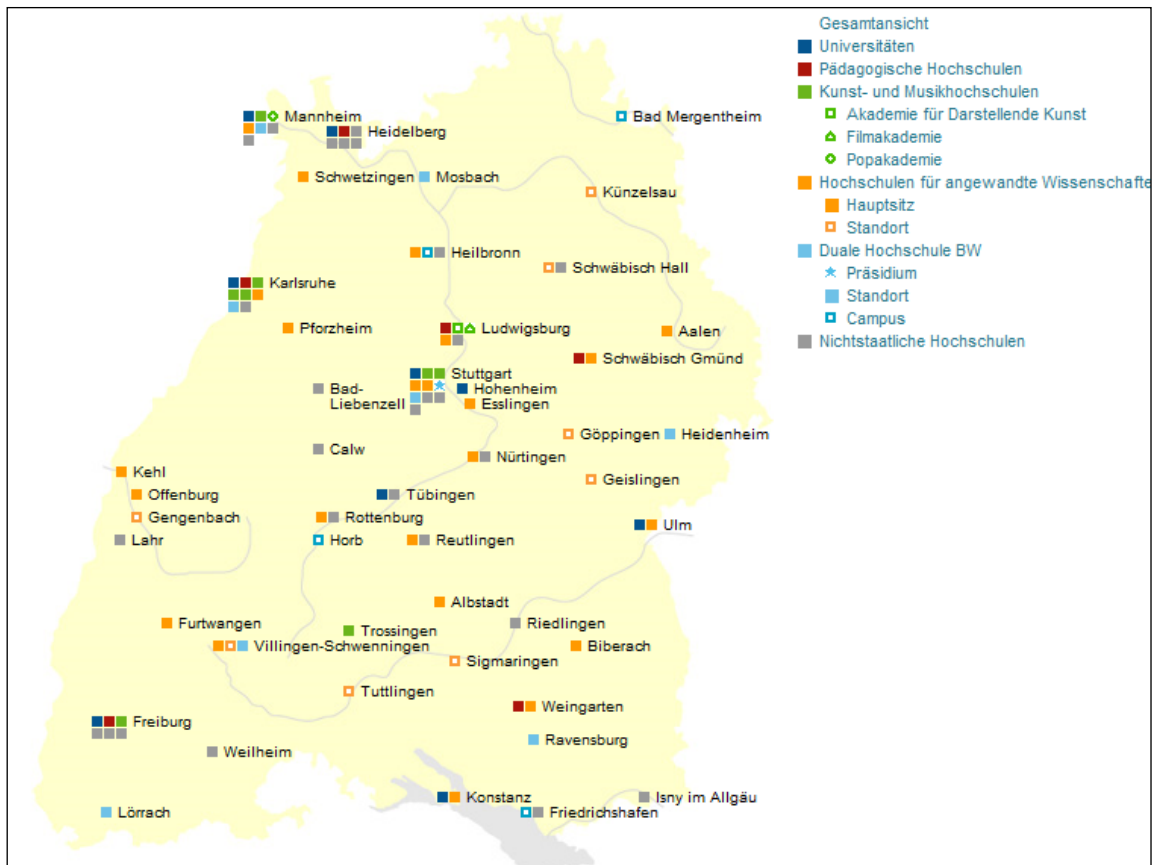 Gesamtansicht
Universitäten
Pädagogische Hochschulen
Kunst- und Musikhochschulen
Akademie für Darstellende Kunst
Filmakademie
Popakademie
Hochschulen für angewandte Wissenschafte
Hauptsitz
Standort
Duale Hochschule BW
Präsidium
Standort
Campus
Nichtstaatliche Hochschulen
Mannheim
Bad Mergentheim
Heidelberg
Schwetzingen
Mosbach
Künzelsau
Heilbronn
Schwäbisch Hall
Karlsruhe
Pforzheim
Ludwigsburg
Aalen
Schwäbisch Gmünd
Stuttgart
Bad-
Liebenzell
Hohenheim
Esslingen
Göppingen
Heidenheim
Calw
Nürtingen
Kehl
Geislingen
Offenburg
Tübingen
Gengenbach
Rottenburg
Ulm
Lahr
Horb
Reutlingen
Albstadt
Furtwangen
Trossingen
Riedlingen
Villingen-Schwenningen
Biberach
Sigmaringen
Tuttlingen
Weingarten
Freiburg
Ravensburg
Weilheim
Konstanz
Isny im Allgäu
Lörrach
Friedrichshafen